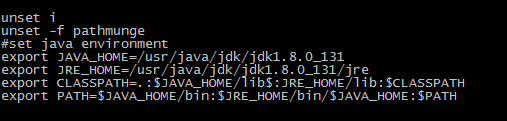 unset i
unset -f pathmunge
#set java environment
export JAVA_HOME=/usr/java/jdk/jdk1.8.0_131
export JRE_HOME=/usr/java/jdk/jdk1.8.0_131/jre
export CLASSPATH=.:$JAVA_HOME/lib$:JRE_HOME/lib:$CLASSPATH
export PATH=$JAVA_HOME/bin:$JRE_HOME/bin/$JAVA_HOME:$PATH